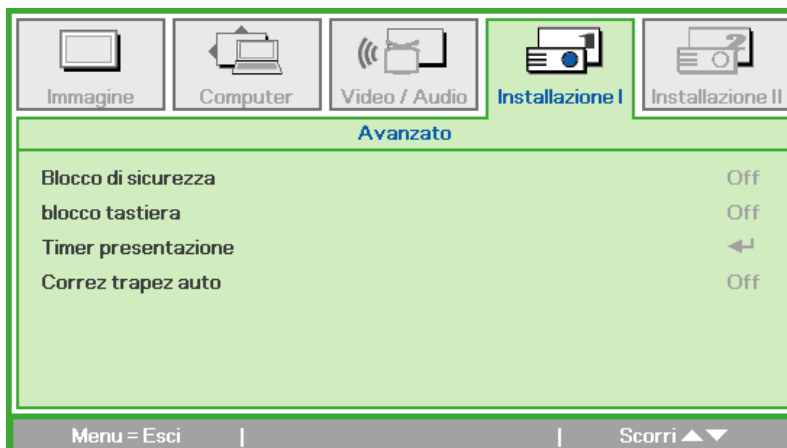 Immagine
Computer
Video / Audio
Installazione I
Installazione II
Avanzato
Blocco di sicurezza Off
blocco tastiera Off
Timer presentazione
Correz trapez auto Off
Menu = Esci | | Scorri ▲▼